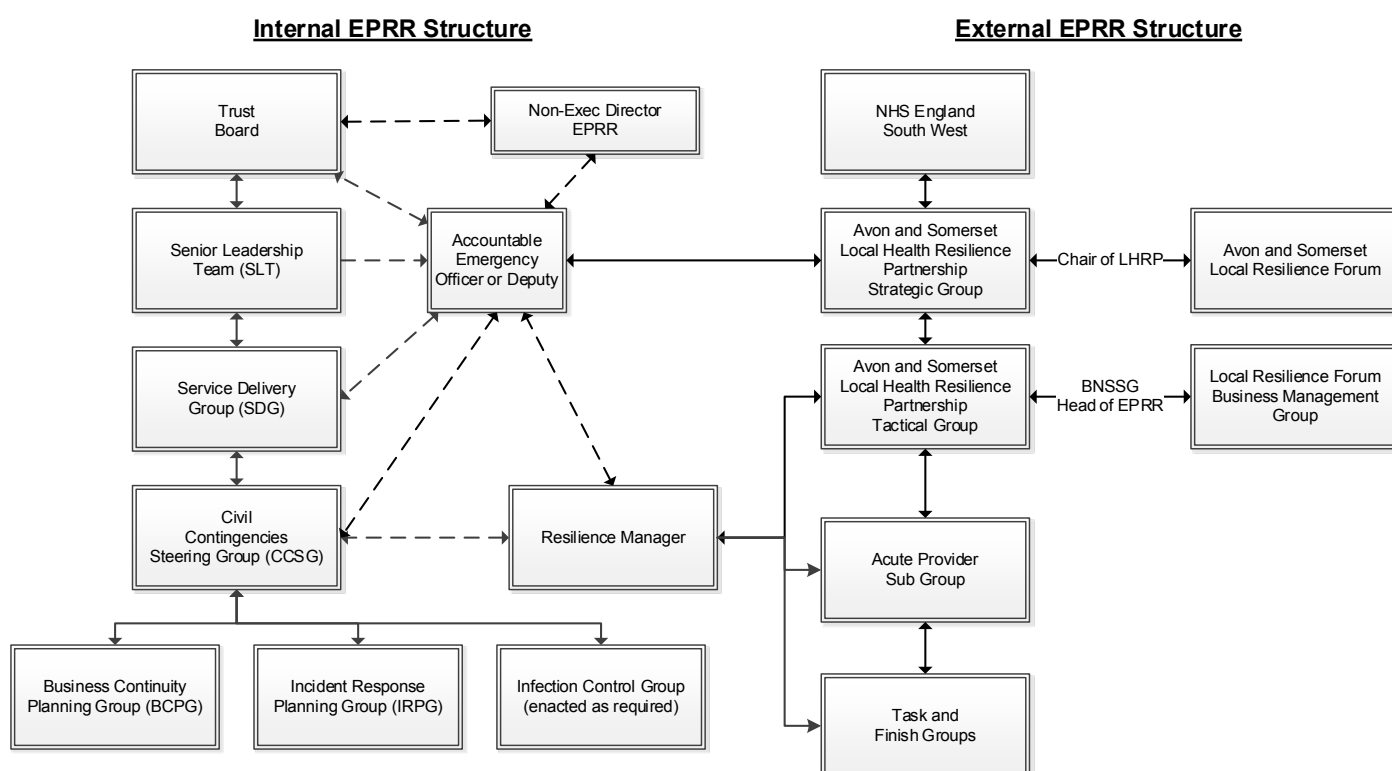 Internal EPRR Structure
External EPRR Structure
Trust
Board
Non-Exec Director
EPRR
NHS England
South West
Senior Leadership
Team (SLT)
Accountable
Emergency
Officer or Deputy
Avon and Somerset
Local Health Resilience
Partnership
Strategic Group
Chair of LHRP
Avon and Somerset
Local Resilience Forum
Service Delivery
Group (SDG)
Avon and Somerset
Local Health Resilience
Partnership
Tactical Group
BNSSG
Head of EPRR
Local Resilience Forum
Business Management
Group
Civil
Contingencies
Steering Group (CCSG)
Resilience Manager
Acute Provider
Sub Group
Business Continuity
Planning Group (BCPG)
Incident Response
Planning Group (IRPG)
Infection Control Group
(enacted as required)
Task and
Finish Groups